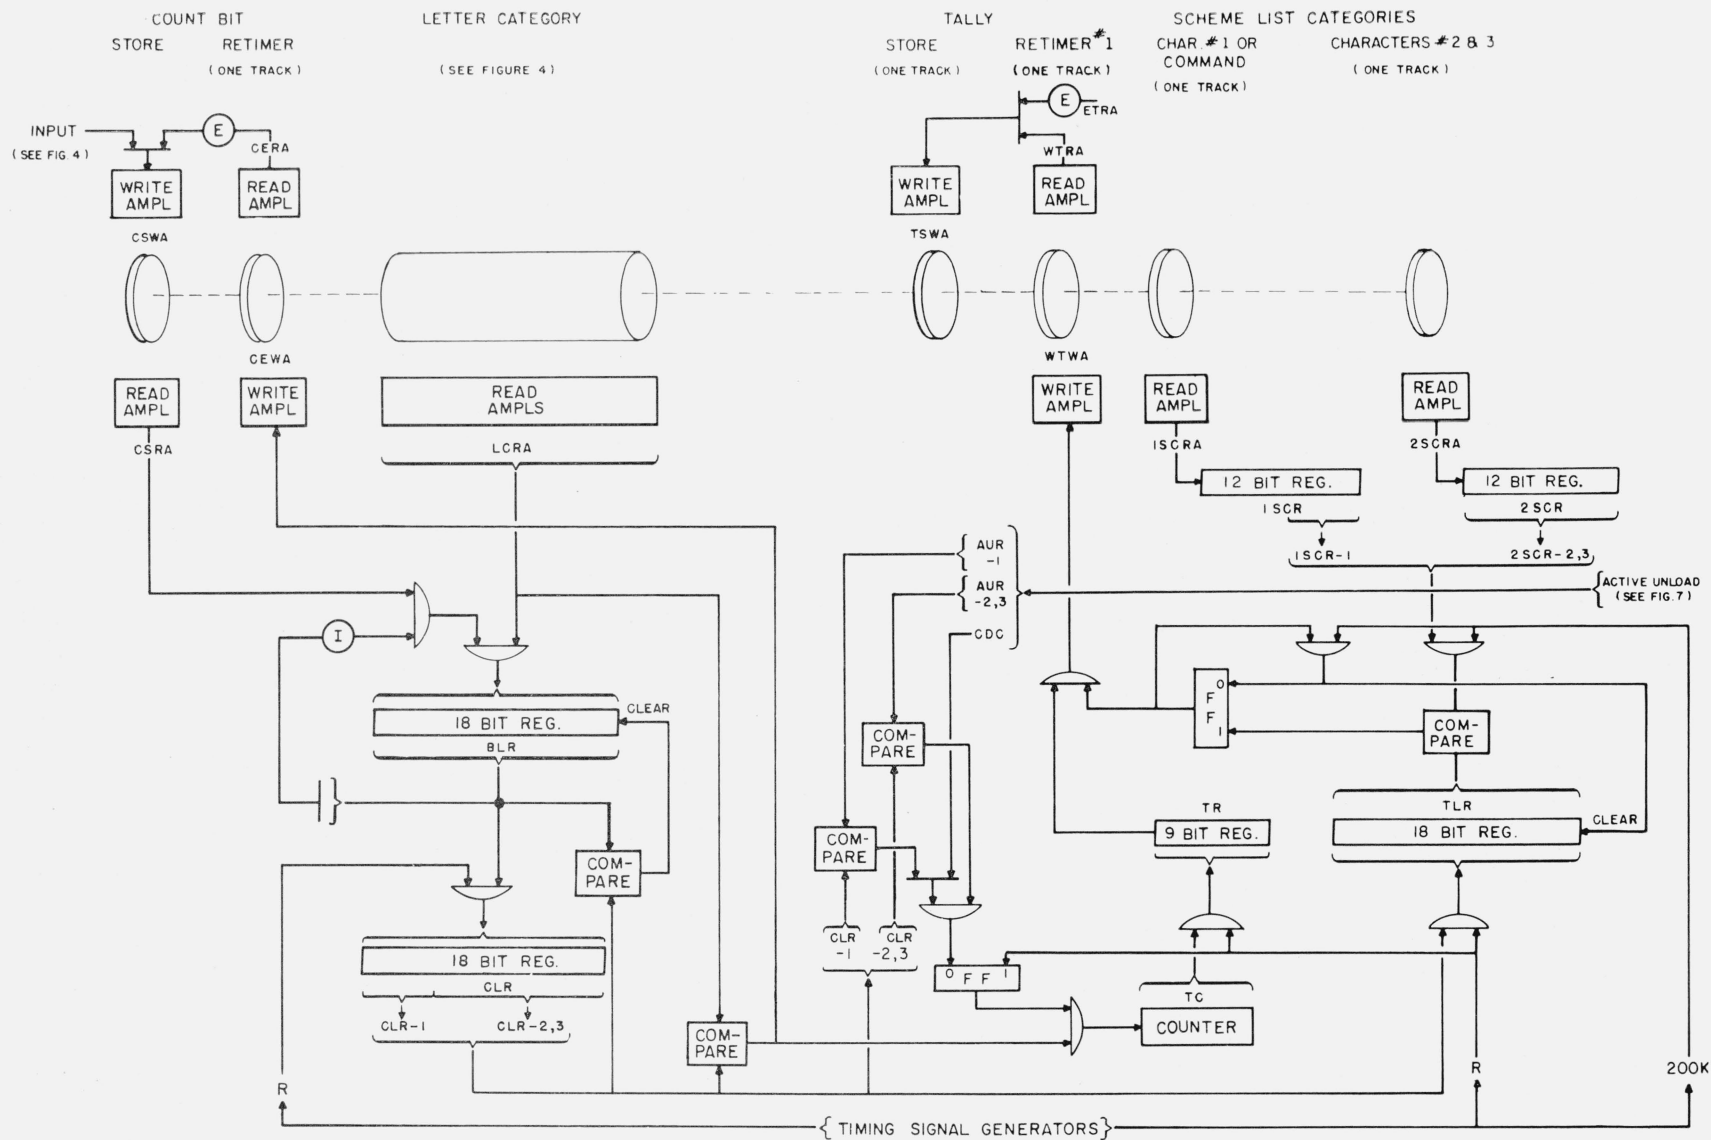 COUNT BIT
LETTER CATEGORY
TALLY
SCHEME LIST CATEGORIES
STORE
RETIMER
(ONE TRACK)
(SEE FIGURE 4)
STORE
(ONE TRACK)
RETIMER #1
(ONE TRACK)
CHAR. #1 OR
COMMAND
(ONE TRACK)
CHARACTERS #2 & 3
(ONE TRACK)
INPUT
(SEE FIG. 4)
E
CERA
E
ETRA
WTRA
WRITE
AMPL
READ
AMPL
WRITE
AMPL
READ
AMPL
CSWA
TSWA
CEWA
WTWA
READ
AMPL
WRITE
AMPL
READ
AMPLS
WRITE
AMPL
READ
AMPL
READ
AMPL
CSRA
LCRA
1SCRA
2SCRA
12 BIT REG.
12 BIT REG.
1SCR
2SCR
1SCR-1
2SCR-2,3
AUR
-1
AUR
-2,3
CDC
ACTIVE UNLOAD
(SEE FIG.7)
I
18 BIT REG.
CLEAR
BLR
COM-
PARE
0
F
F
1
COM-
PARE
TR
9 BIT REG.
TLR
18 BIT REG.
CLEAR
COM-
PARE
COM-
PARE
18 BIT REG.
CLR
CLR-1
CLR-2,3
CLR
-1
CLR
-2,3
0 FF 1
TC
COUNTER
COM-
PARE
R
R
200K
TIMING SIGNAL GENERATORS